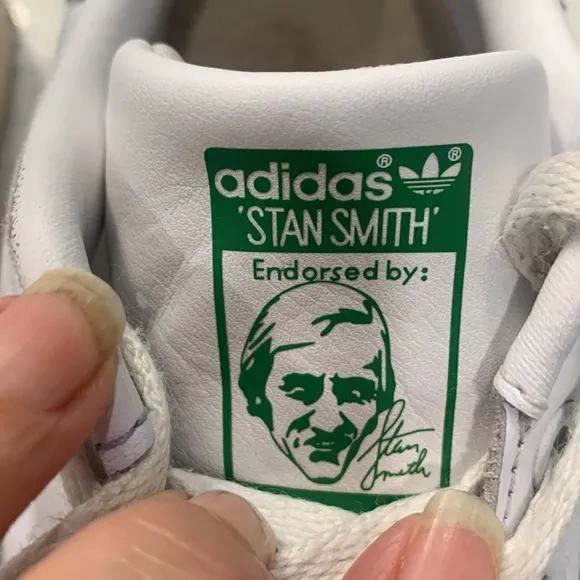 adidas® ®
'STAN SMITH'
Endorsed by:
Stan
Smith